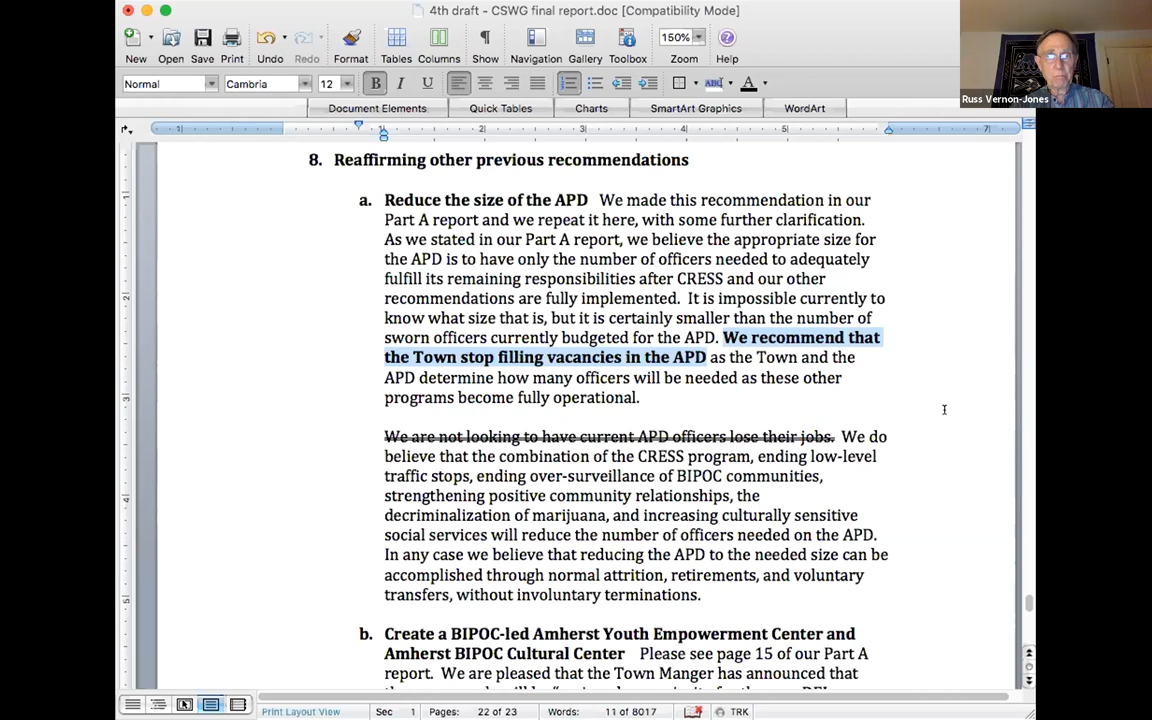 4th draft - CSWG final report.doc [Compatibility Mode]
New Open Save Print Undo Redo Format Tables Columns Show Navigation Gallery Toolbox Zoom Help
150%
Normal Cambria 12 B I U ABC A
Document Elements Quick Tables Charts SmartArt Graphics WordArt
Russ Vernon-Jones
1 1 2 3 4 5 7
8. Reaffirming other previous recommendations
a. Reduce the size of the APD We made this recommendation in our
Part A report and we repeat it here, with some further clarification.
As we stated in our Part A report, we believe the appropriate size for
the APD is to have only the number of officers needed to adequately
fulfill its remaining responsibilities after CRESS and our other
recommendations are fully implemented. It is impossible currently to
know what size that is, but it is certainly smaller than the number of
sworn officers currently budgeted for the APD. We recommend that
the Town stop filling vacancies in the APD as the Town and the
APD determine how many officers will be needed as these other
programs become fully operational.
We are not looking to have current APD officers lose their jobs. We do
believe that the combination of the CRESS program, ending low-level
traffic stops, ending over-surveillance of BIPOC communities,
strengthening positive community relationships, the
decriminalization of marijuana, and increasing culturally sensitive
social services will reduce the number of officers needed on the APD.
In any case we believe that reducing the APD to the needed size can be
accomplished through normal attrition, retirements, and voluntary
transfers, without involuntary terminations.
b. Create a BIPOC-led Amherst Youth Empowerment Center and
Amherst BIPOC Cultural Center Please see page 15 of our Part A
report. We are pleased that the Town Manger has announced that
Print Layout View Sec 1 Pages: 22 of 23 Words: 11 of 8017 TRK